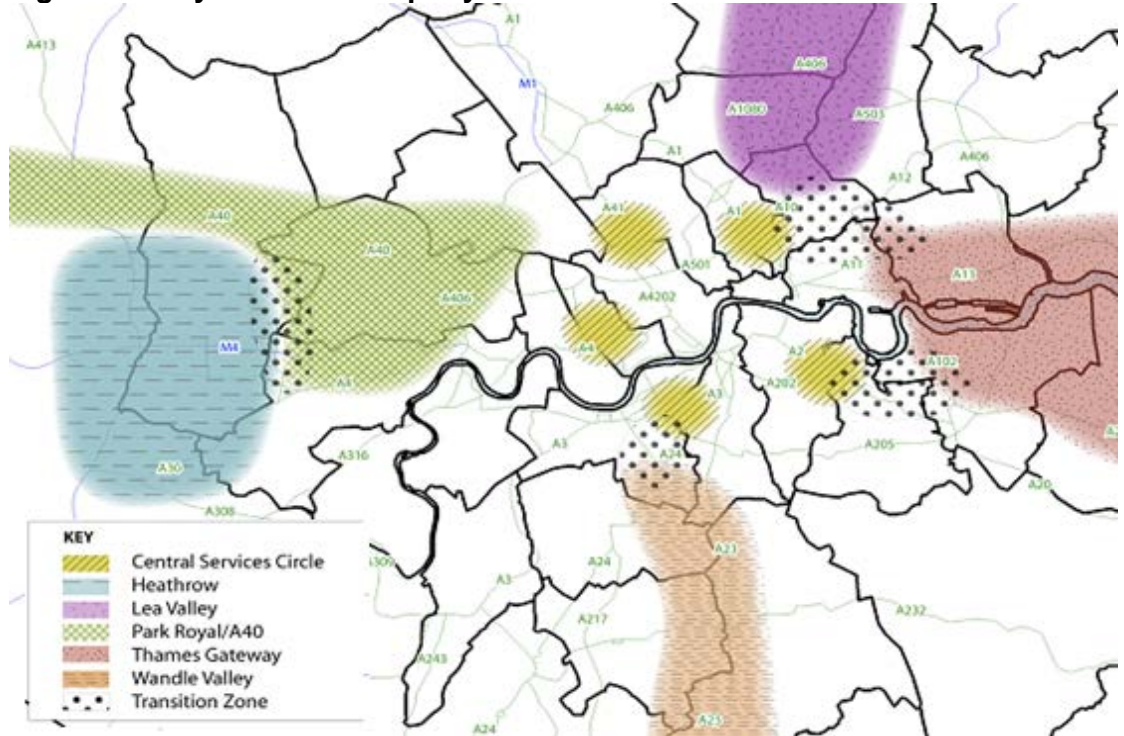 A1
A413
M1
A406
A406
A1080
A503
A1
A406
A12
A40
A41
A1
A10
A40
A501
A11
A13
A4202
A406
M4
A4
A2
A102
A4
A202
A3
A316
A3
A24
A205
A30
A20
A308
KEY
Central Services Circle
Heathrow
Lea Valley
Park Royal/A40
Thames Gateway
Wandle Valley
Transition Zone
A23
A24
A3
A217
A232
A243
A23
A24